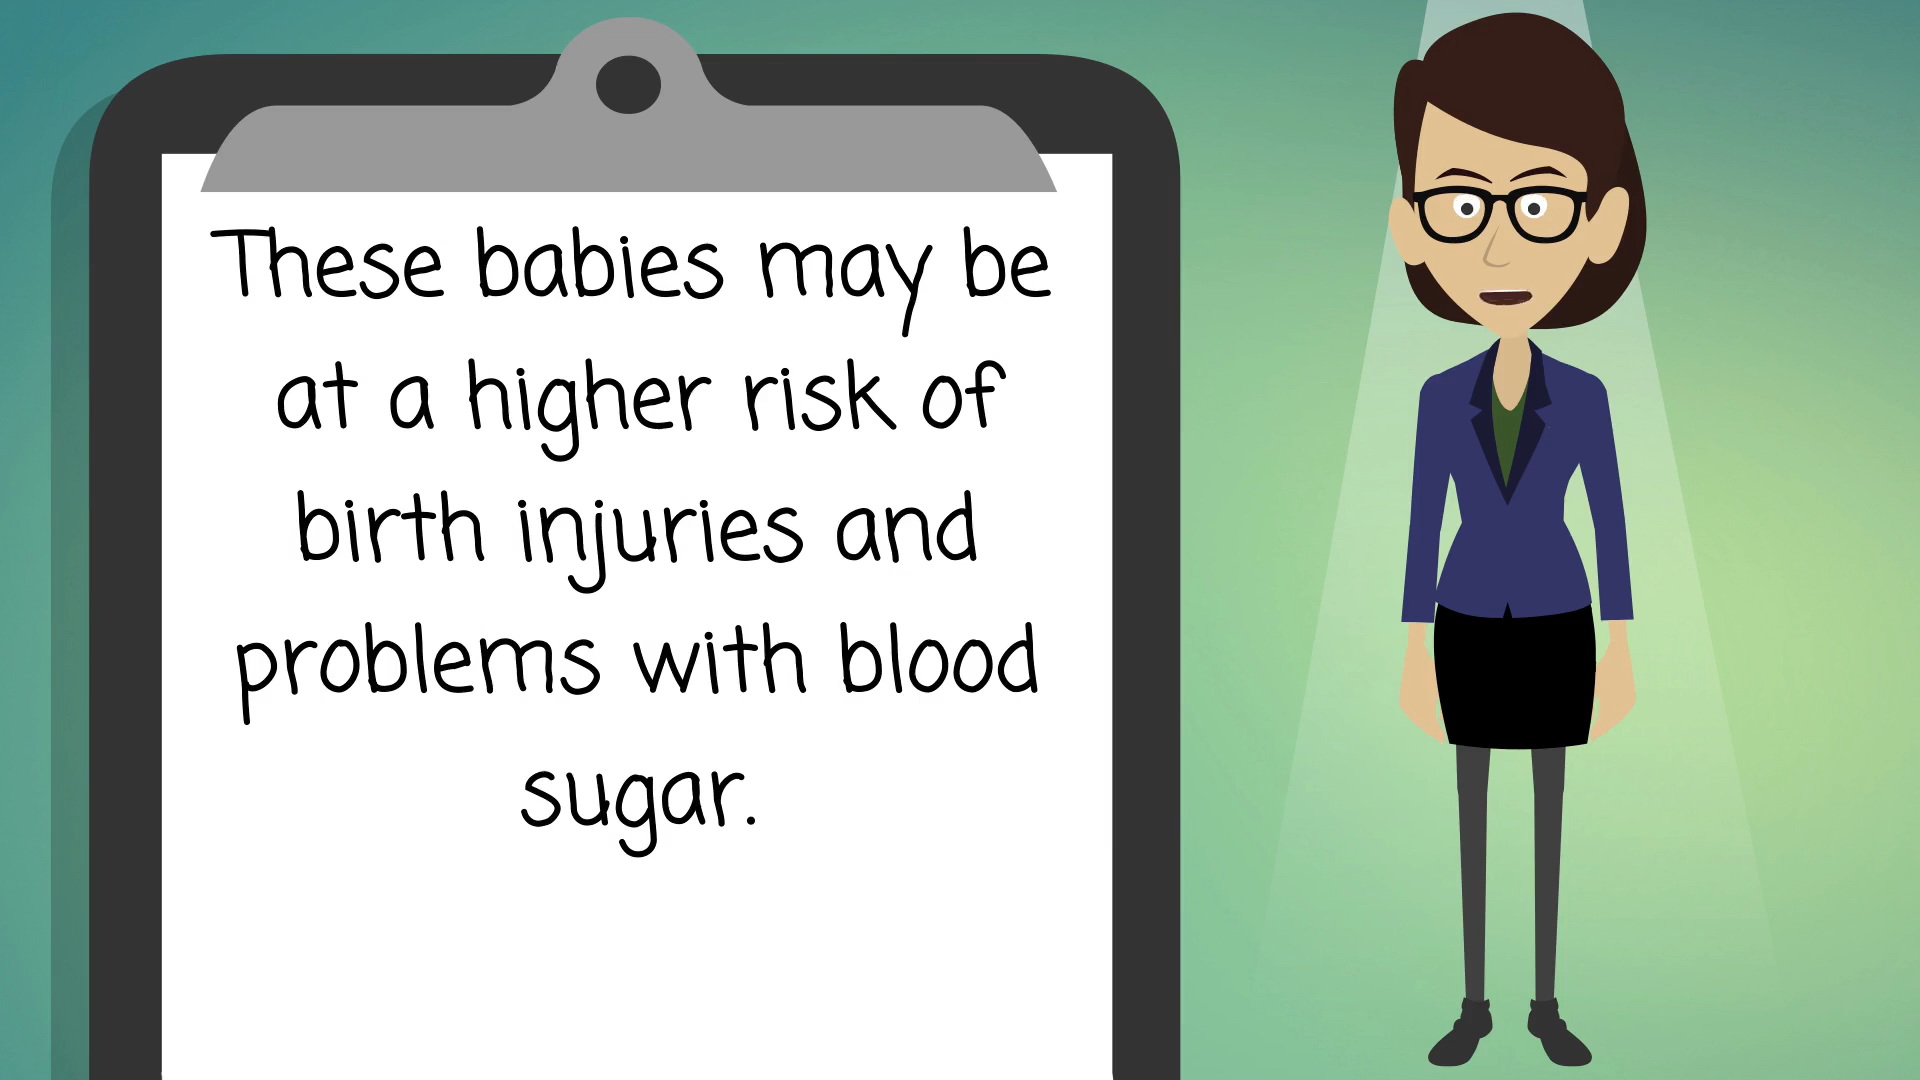 These babies may be
at a higher risk of
birth injuries and
problems with blood
sugar.